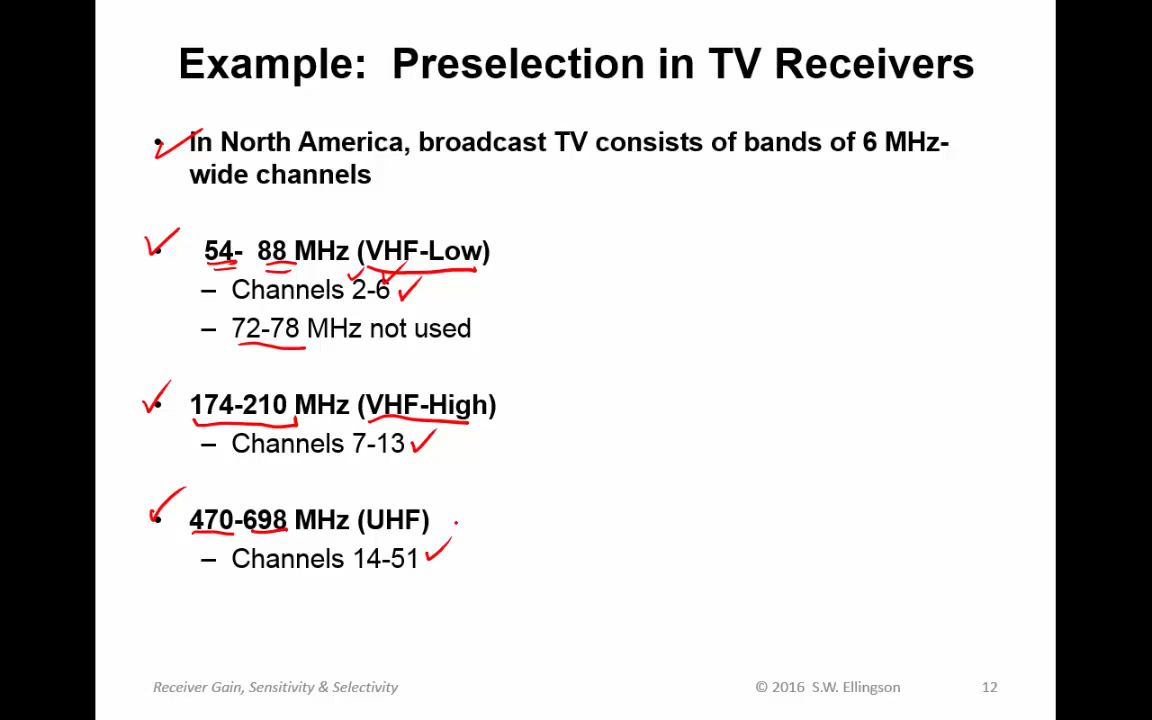 Example: Preselection in TV Receivers
• In North America, broadcast TV consists of bands of 6 MHz-
wide channels
• 54- 88 MHz (VHF-Low)
– Channels 2-6
– 72-78 MHz not used
• 174-210 MHz (VHF-High)
– Channels 7-13
• 470-698 MHz (UHF)
– Channels 14-51
Receiver Gain, Sensitivity & Selectivity © 2016 S.W. Ellingson 12